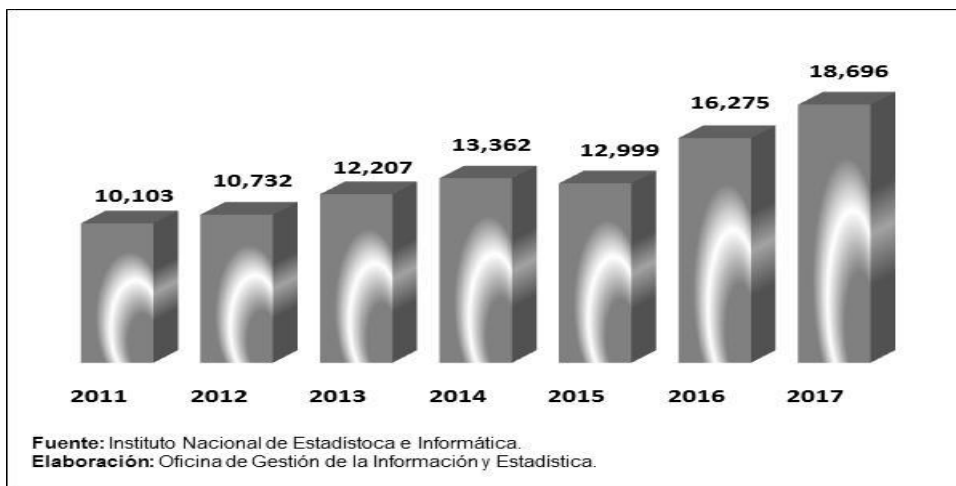 18,696
16,275
13,362
12,999
12,207
10,732
10,103
2011 2012 2013 2014 2015 2016 2017
Fuente: Instituto Nacional de Estadístoca e Informática.
Elaboración: Oficina de Gestión de la Información y Estadística.